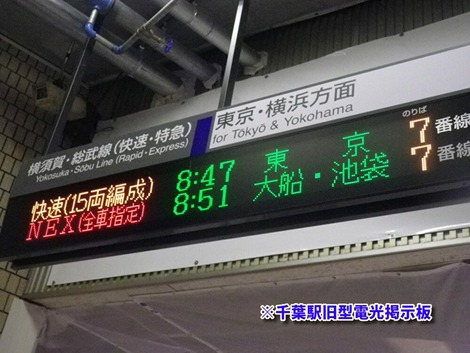 横須賀・総武線(快速・特急)
Yokosuka・Sōbu Line (Rapid・Express)
東京・横浜方面
for Tōkyō & Yokohama
のりば
快速(15両編成) 8:47 東京 7番線
NEX(全車指定) 8:51 大船・池袋 7番線
※千葉駅旧型電光掲示板